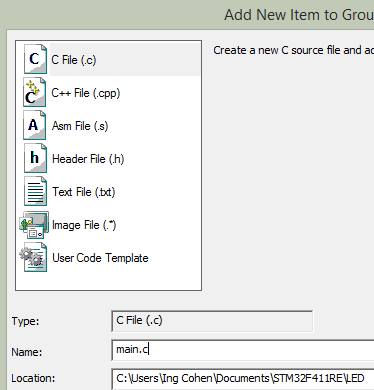 Add New Item to Grou
C File (.c)
Create a new C source file and ad
C++ File (.cpp)
Asm File (.s)
Header File (.h)
Text File (.txt)
Image File (.*)
User Code Template
Type: C File (.c)
Name: main.c
Location: C:\Users\Ing Cohen\Documents\STM32F411RE\LED